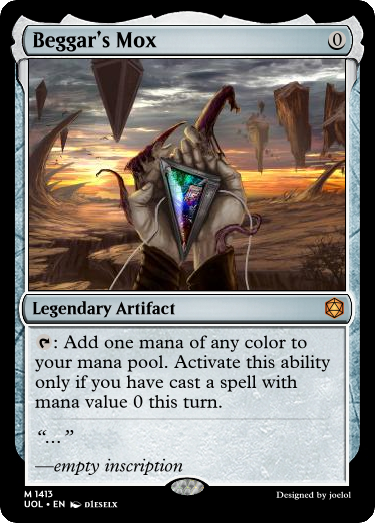 Beggar's Mox 0
Legendary Artifact
: Add one mana of any color to
your mana pool. Activate this ability
only if you have cast a spell with
mana value 0 this turn.
“...”
—empty inscription
M 1413
UOL • EN DIESELX
Designed by joelol